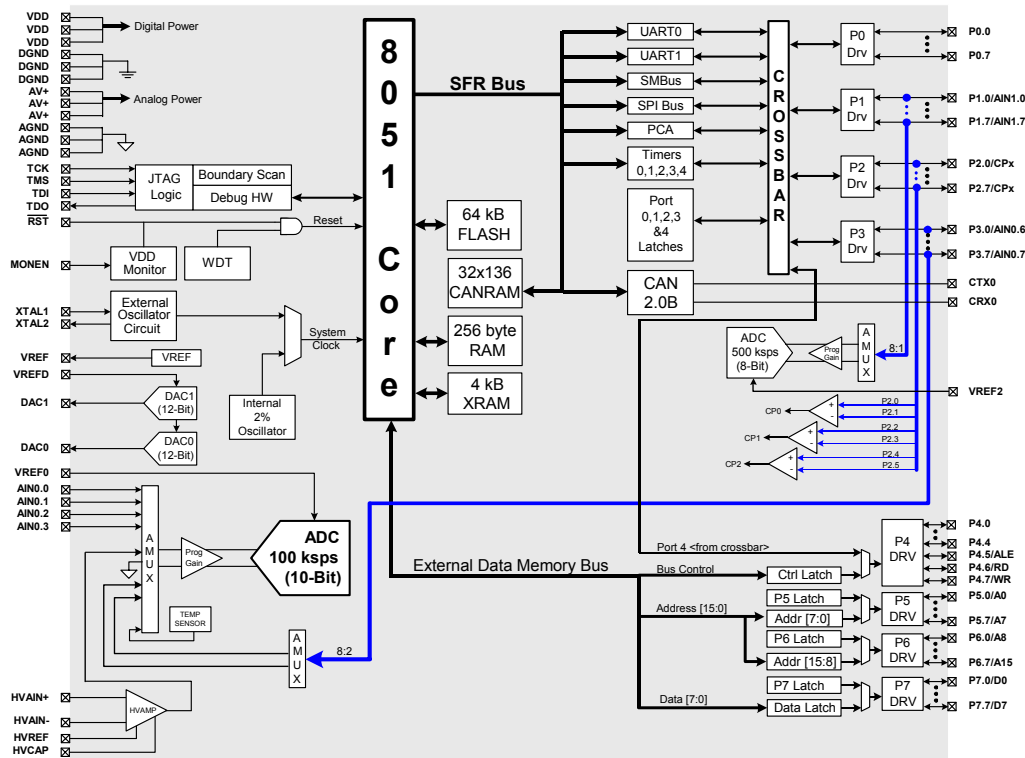 VDD
VDD
VDD
Digital Power
DGND
DGND
DGND
AV+
AV+
AV+
Analog Power
AGND
AGND
AGND
TCK
TMS
TDI
TDO
RST
MONEN
JTAG
Logic
Boundary Scan
Debug HW
Reset
VDD
Monitor
WDT
XTAL1
XTAL2
External
Oscillator
Circuit
System
Clock
VREF
VREF
VREFD
DAC1
DAC1
(12-Bit)
Internal
2%
Oscillator
DAC0
DAC0
(12-Bit)
VREF0
AIN0.0
AIN0.1
AIN0.2
AIN0.3
AMUX
Prog
Gain
ADC
100 ksps
(10-Bit)
TEMP
SENSOR
AMUX
8:2
HVAIN+
HVAIN-
HVREF
HVCAP
HVAMP
8051 Core
SFR Bus
64 kB
FLASH
32x136
CANRAM
256 byte
RAM
4 kB
XRAM
External Data Memory Bus
UART0
UART1
SMBus
SPI Bus
PCA
Timers
0,1,2,3,4
Port
0,1,2,3
&4
Latches
CAN
2.0B
CROSSBAR
P0
Drv
P1
Drv
P2
Drv
P3
Drv
P0.0
P0.7
P1.0/AIN1.0
P1.7/AIN1.7
P2.0/CPx
P2.7/CPx
P3.0/AIN0.6
P3.7/AIN0.7
CTX0
CRX0
ADC
500 ksps
(8-Bit)
Prog
Gain
AMUX
8:1
VREF2
CP0
+
-
P2.0
P2.1
CP1
+
-
P2.2
P2.3
CP2
+
-
P2.4
P2.5
Port 4 <from crossbar>
Bus Control
Ctrl Latch
P4
DRV
P4.0
P4.4
P4.5/ALE
P4.6/RD
P4.7/WR
Address [15:0]
P5 Latch
Addr [7:0]
P5
DRV
P5.0/A0
P5.7/A7
P6 Latch
Addr [15:8]
P6
DRV
P6.0/A8
P6.7/A15
Data [7:0]
P7 Latch
Data Latch
P7
DRV
P7.0/D0
P7.7/D7